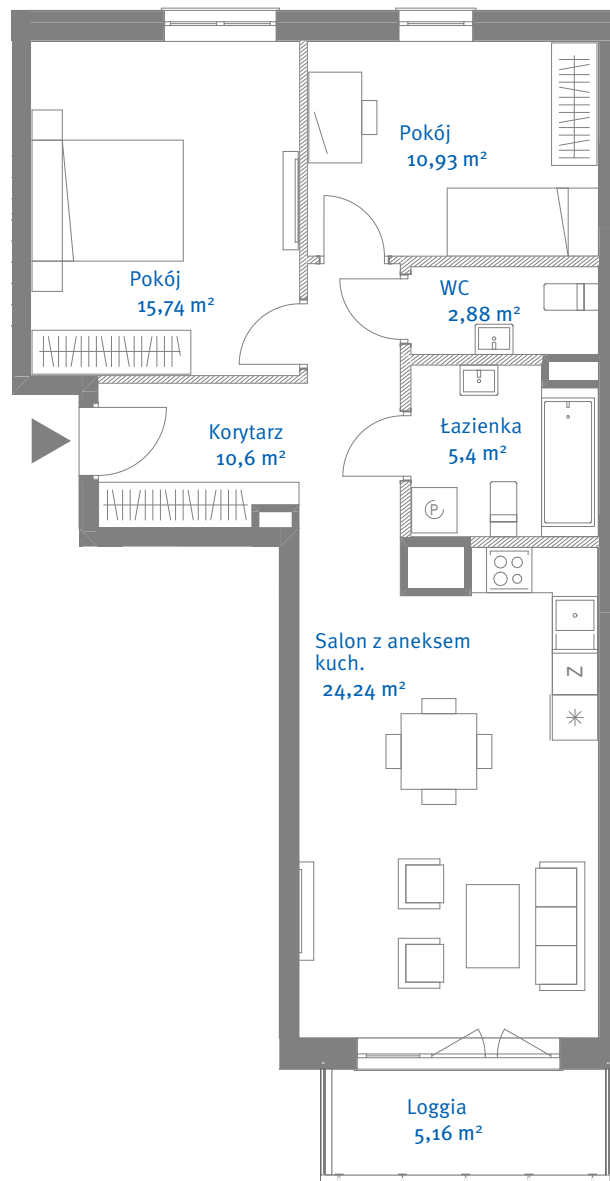 Pokój
10,93 m²
Pokój
15,74 m²
WC
2,88 m²
Korytarz
10,6 m²
Łazienka
5,4 m²
P
Salon z aneksem
kuch.
24,24 m²
Z
Loggia
5,16 m²